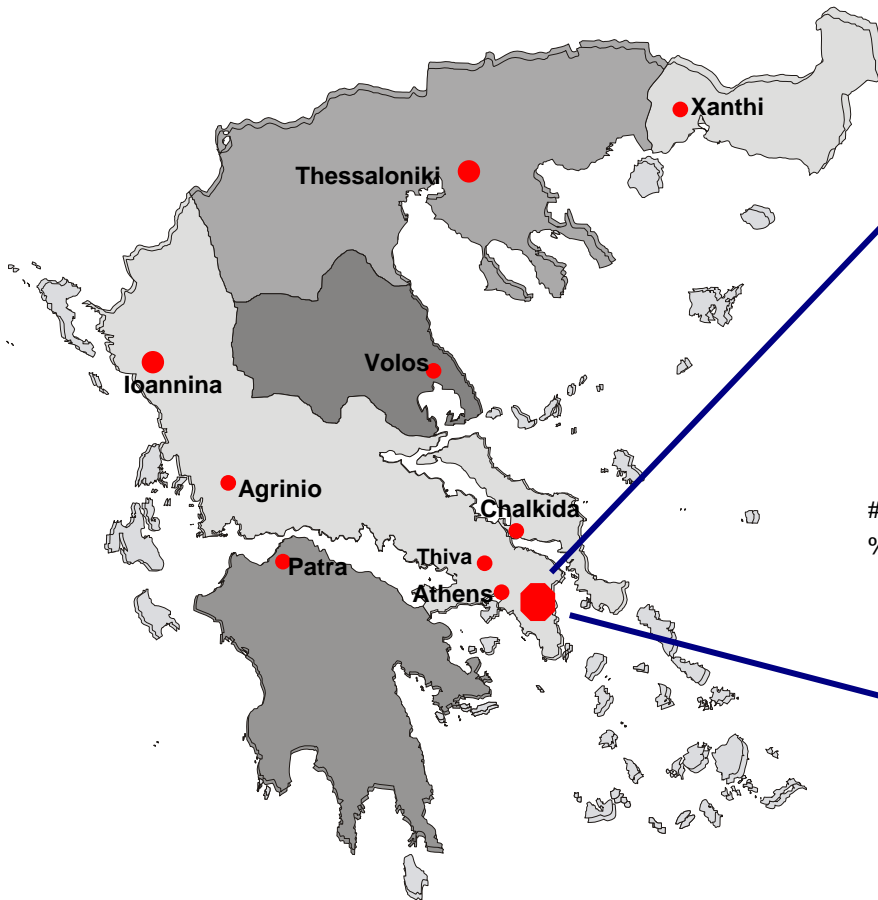 Xanthi
Thessaloniki
Volos
Ioannina
Agrinio
Chalkida
#
%
Thiva
Patra
Athens